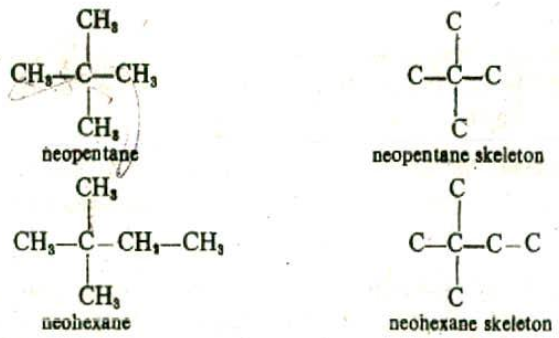 CH₃ C
CH₃–C–CH₃ C–C–C
CH₃ C
neopentane neopentane skeleton
CH₃ C
CH₃–C–CH₂–CH₃ C–C–C–C
CH₃ C
neohexane neohexane skeleton